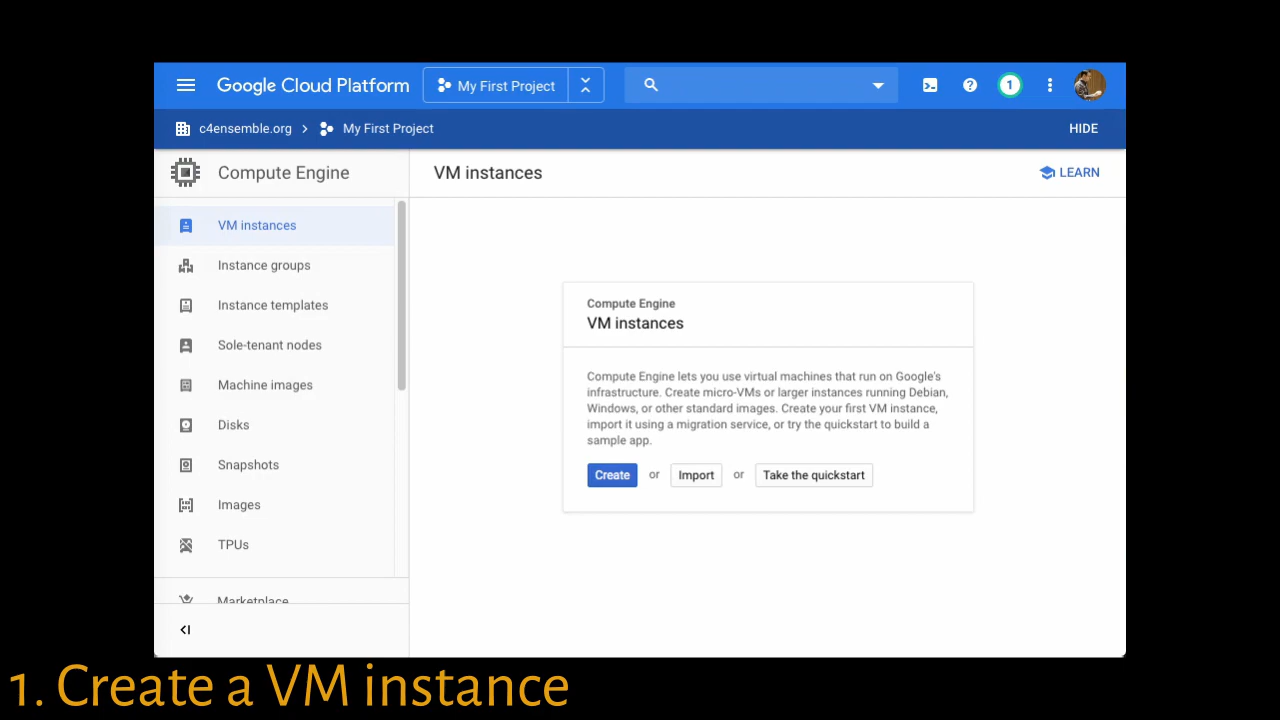 Google Cloud Platform
My First Project
1
c4ensemble.org
My First Project
HIDE
Compute Engine
VM instances
LEARN
VM instances
Instance groups
Instance templates
Sole-tenant nodes
Machine images
Disks
Snapshots
Images
TPUs
Marketplace
Compute Engine
VM instances
Compute Engine lets you use virtual machines that run on Google's
infrastructure. Create micro-VMs or larger instances running Debian,
Windows, or other standard images. Create your first VM instance,
import it using a migration service, or try the quickstart to build a
sample app.
Create or Import or Take the quickstart
1. Create a VM instance